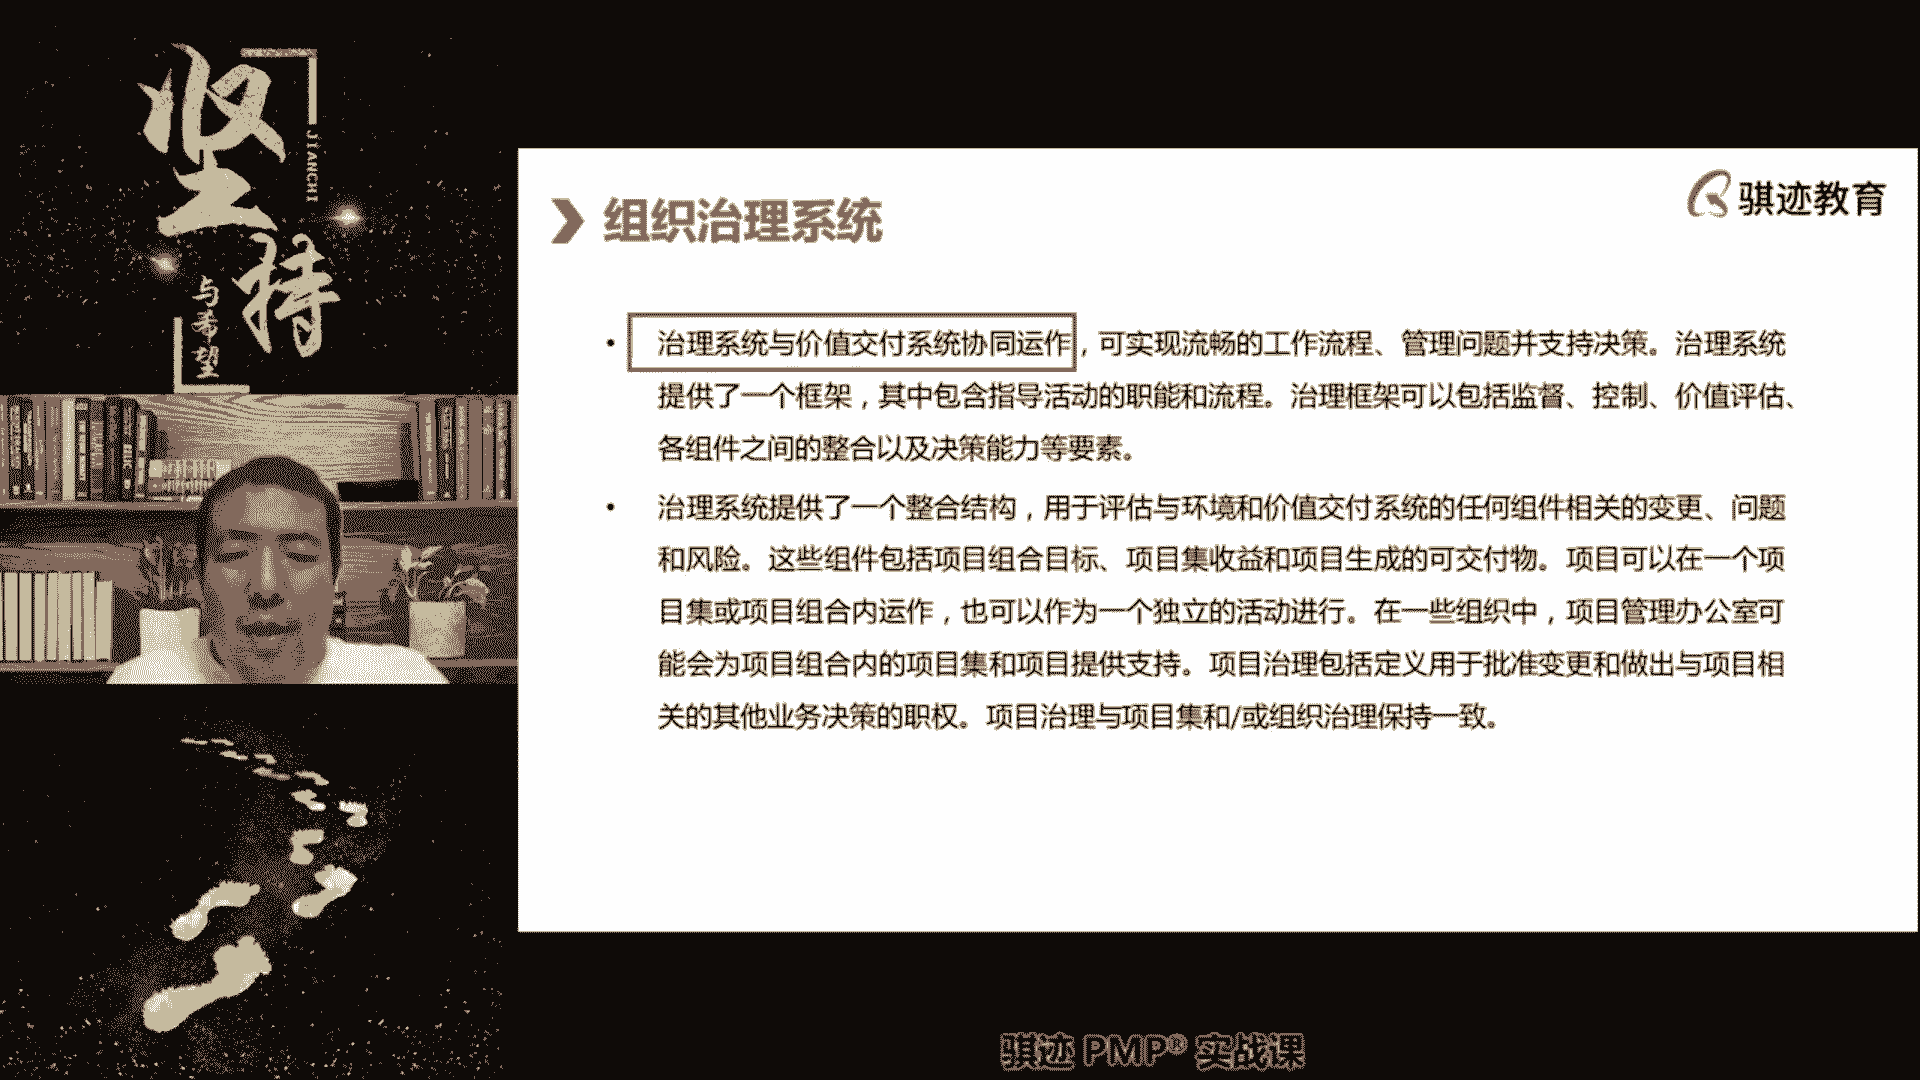 坚持
JIANCHI
与希望
骐迹教育
组织治理系统
• 治理系统与价值交付系统协同运作，可实现流畅的工作流程、管理问题并支持决策。治理系统
提供了一个框架，其中包含指导活动的职能和流程。治理框架可以包括监督、控制、价值评估、
各组件之间的整合以及决策能力等要素。
• 治理系统提供了一个整合结构，用于评估与环境和价值交付系统的任何组件相关的变更、问题
和风险。这些组件包括项目组合目标、项目集收益和项目生成的可交付物。项目可以在一个项
目集或项目组合内运作，也可以作为一个独立的活动进行。在一些组织中，项目管理办公室可
能会为项目组合内的项目集和项目提供支持。项目治理包括定义用于批准变更和做出与项目相
关的其他业务决策的职权。项目治理与项目集和/或组织治理保持一致。
骐迹 PMP® 实战课